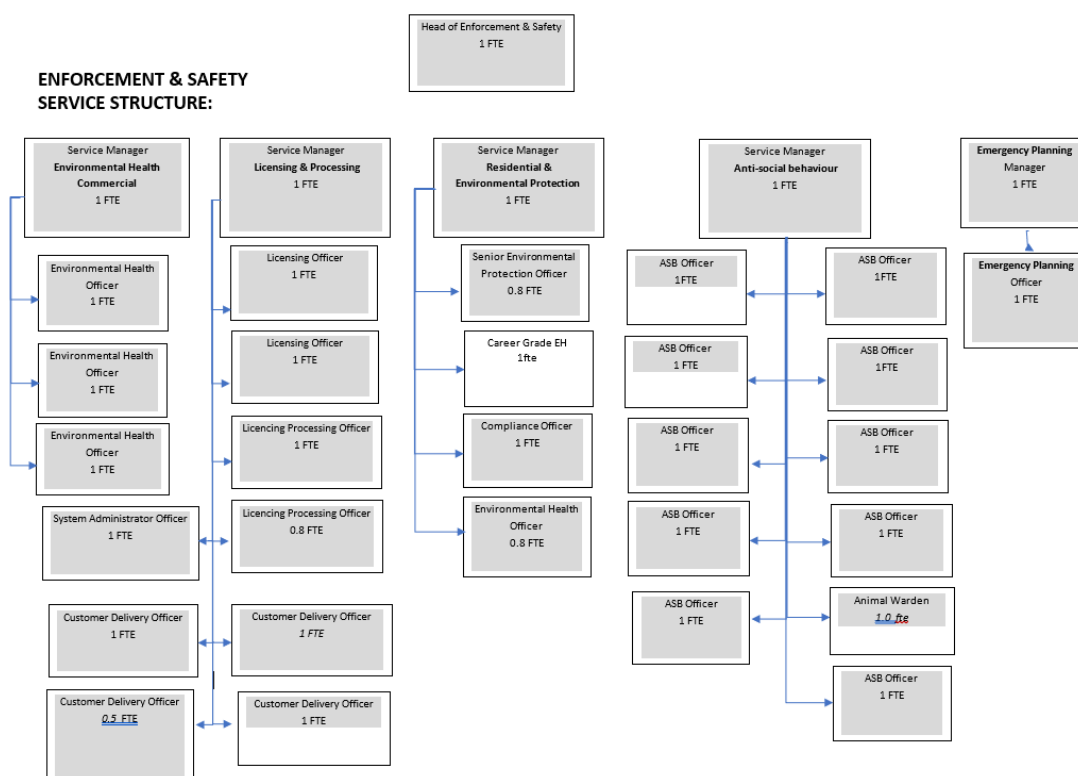 Head of Enforcement & Safety
1 FTE
ENFORCEMENT & SAFETY
SERVICE STRUCTURE:
Service Manager
Environmental Health
Commercial
1 FTE
Environmental Health
Officer
1 FTE
Environmental Health
Officer
1 FTE
Environmental Health
Officer
1 FTE
Service Manager
Licensing & Processing
1 FTE
Licensing Officer
1 FTE
Licensing Officer
1 FTE
Licencing Processing Officer
1 FTE
System Administrator Officer
1 FTE
Licencing Processing Officer
0.8 FTE
Customer Delivery Officer
1 FTE
Customer Delivery Officer
1 FTE
Customer Delivery Officer
0.5 FTE
Customer Delivery Officer
1 FTE
Service Manager
Residential &
Environmental Protection
1 FTE
Senior Environmental
Protection Officer
0.8 FTE
Career Grade EH
1fte
Compliance Officer
1 FTE
Environmental Health
Officer
0.8 FTE
Service Manager
Anti-social behaviour
1 FTE
ASB Officer
1FTE
ASB Officer
1FTE
ASB Officer
1 FTE
ASB Officer
1FTE
ASB Officer
1 FTE
ASB Officer
1 FTE
ASB Officer
1 FTE
ASB Officer
1 FTE
ASB Officer
1 FTE
Animal Warden
1.0 fte
ASB Officer
1 FTE
Emergency Planning
Manager
1 FTE
Emergency Planning
Officer
1 FTE